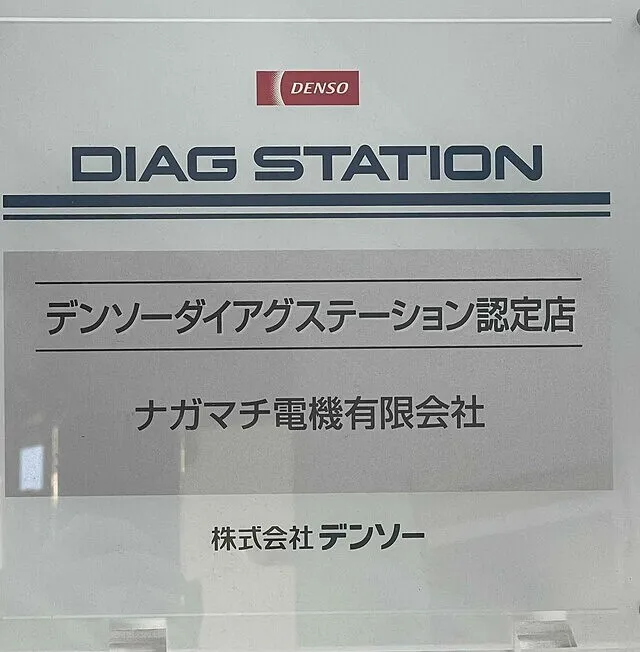 DENSO
DIAG STATION
デンソーダイアグステーション認定店
ナガマチ電機有限会社
株式会社デンソー